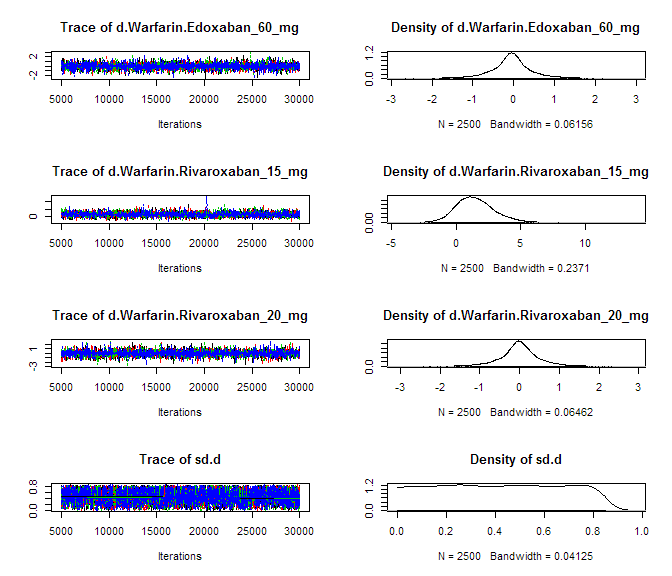 Trace of d.Warfarin.Edoxaban_60_mg
2
-2
5000 10000 15000 20000 25000 30000
Iterations
Density of d.Warfarin.Edoxaban_60_mg
1.2
0.0
-3 -2 -1 0 1 2 3
N = 2500 Bandwidth = 0.06156
Trace of d.Warfarin.Rivaroxaban_15_mg
0
5000 10000 15000 20000 25000 30000
Iterations
Density of d.Warfarin.Rivaroxaban_15_mg
0.00
-5 0 5 10
N = 2500 Bandwidth = 0.2371
Trace of d.Warfarin.Rivaroxaban_20_mg
1
-3
5000 10000 15000 20000 25000 30000
Iterations
Density of d.Warfarin.Rivaroxaban_20_mg
0.0
-3 -2 -1 0 1 2 3
N = 2500 Bandwidth = 0.06462
Trace of sd.d
0.8
0.0
5000 10000 15000 20000 25000 30000
Iterations
Density of sd.d
1.2
0.0
0.0 0.2 0.4 0.6 0.8 1.0
N = 2500 Bandwidth = 0.04125